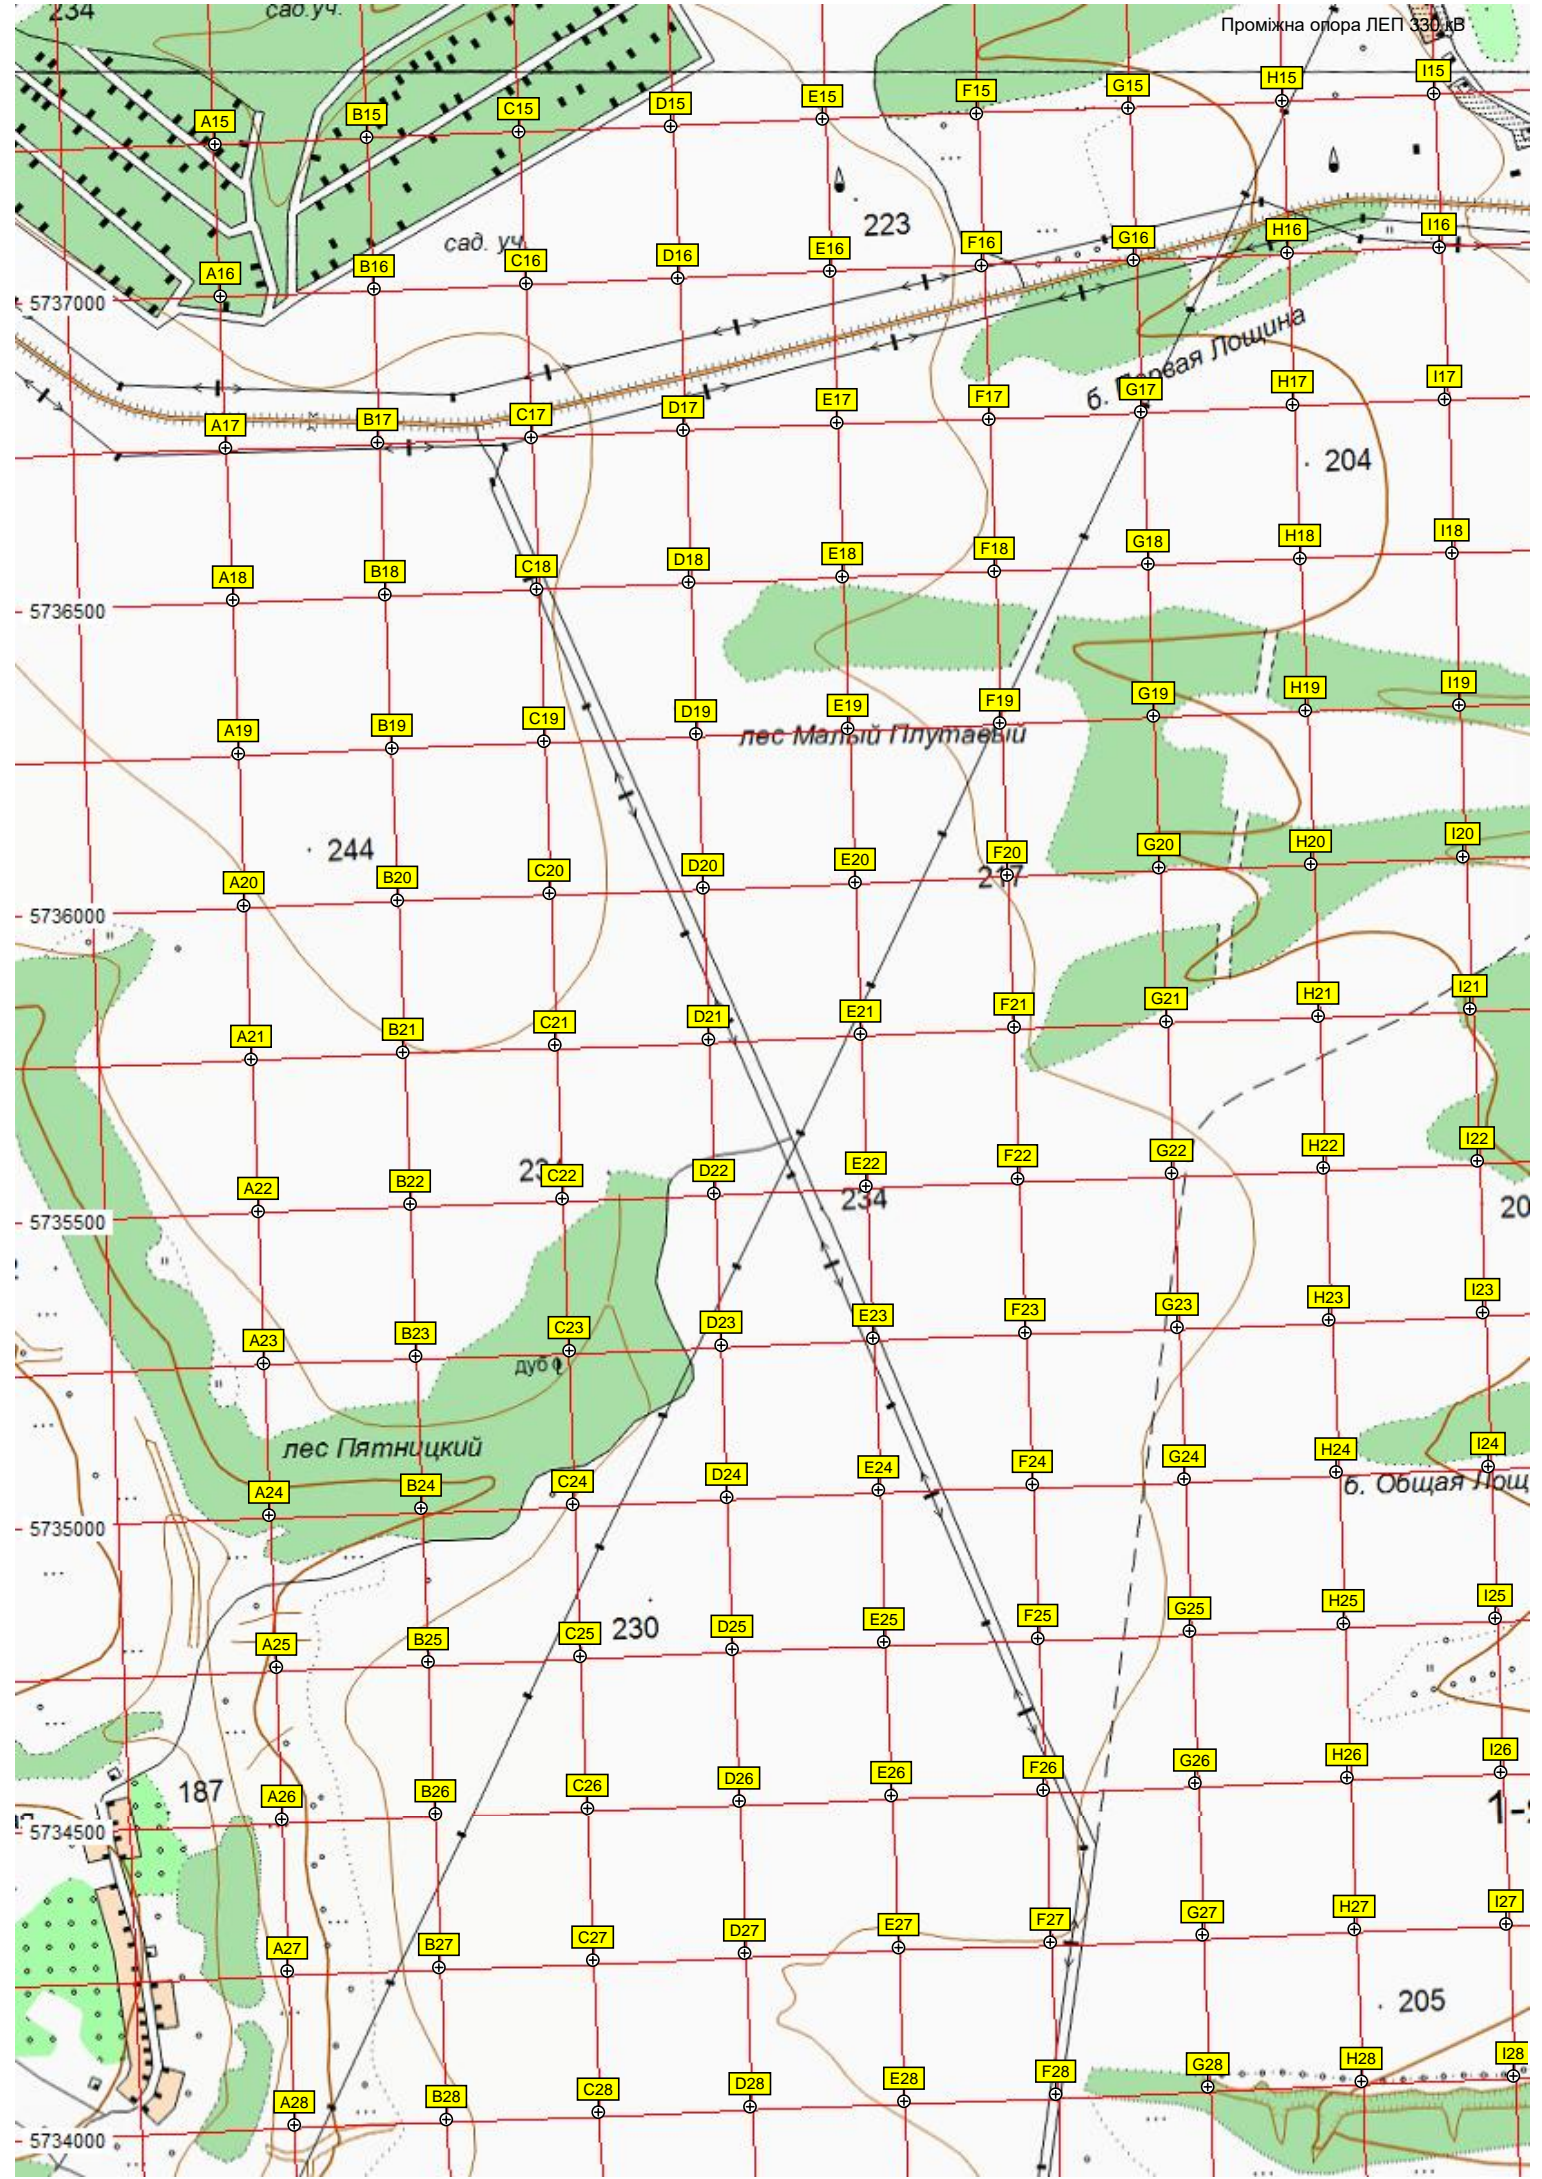 234
сад.уч.
Проміжна опора ЛЕП 330 кВ
A15 B15 C15 D15 E15 F15 G15 H15 I15
223
сад. уч.
A16 B16 C16 D16 E16 F16 G16 H16 I16
5737000
б. Первая Лощина
A17 B17 C17 D17 E17 F17 G17 H17 I17
204
A18 B18 C18 D18 E18 F18 G18 H18 I18
5736500
A19 B19 C19 D19 E19 F19 G19 H19 I19
лес Малый Плутаевый
244
A20 B20 C20 D20 E20 F20 G20 H20 I20
217
5736000
A21 B21 C21 D21 E21 F21 G21 H21 I21
A22 B22 C22 D22 E22 F22 G22 H22 I22
234
20
5735500
A23 B23 C23 D23 E23 F23 G23 H23 I23
дуб
лес Пятницкий
A24 B24 C24 D24 E24 F24 G24 H24 I24
б. Общая Лощ
5735000
A25 B25 C25 D25 E25 F25 G25 H25 I25
230
187
A26 B26 C26 D26 E26 F26 G26 H26 I26
5734500
A27 B27 C27 D27 E27 F27 G27 H27 I27
205
A28 B28 C28 D28 E28 F28 G28 H28 I28
5734000